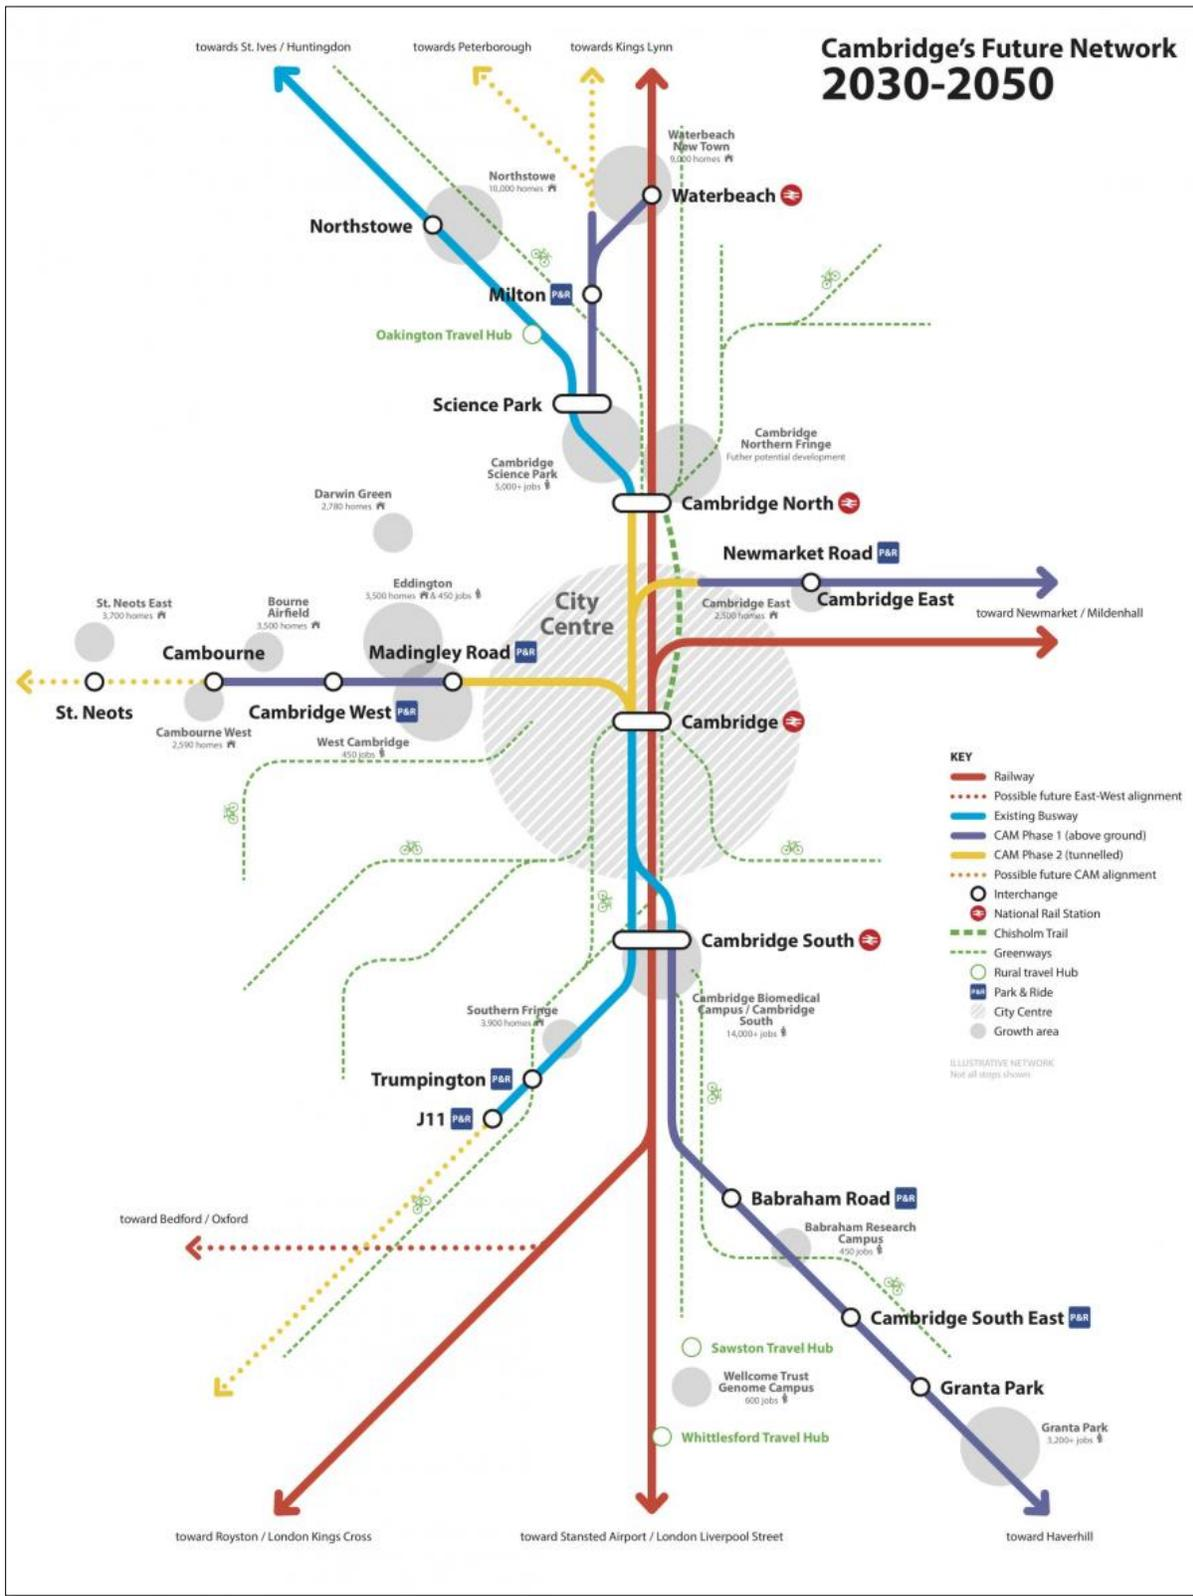 Cambridge's Future Network
2030-2050
towards St. Ives / Huntingdon
towards Peterborough
towards Kings Lynn
Waterbeach
New Town
9,000 homes
Northstowe
10,000 homes
Waterbeach
Northstowe
Milton P&R
Oakington Travel Hub
Science Park
Cambridge
Northern Fringe
Futher potential development
Cambridge
Science Park
5,000+ jobs
Darwin Green
2,780 homes
Cambridge North
Newmarket Road P&R
Eddington
3,500 homes & 450 jobs
City
Centre
St. Neots East
3,700 homes
Bourne
Airfield
3,500 homes
Cambridge East
2,500 homes
Cambridge East
toward Newmarket / Mildenhall
Cambourne
Madingley Road P&R
St. Neots
Cambridge West P&R
Cambridge
Cambourne West
2,590 homes
West Cambridge
450 jobs
KEY
Railway
Possible future East-West alignment
Existing Busway
CAM Phase 1 (above ground)
CAM Phase 2 (tunnelled)
Possible future CAM alignment
Interchange
National Rail Station
Chisholm Trail
Greenways
Rural travel Hub
P&R Park & Ride
City Centre
Growth area
ILLUSTRATIVE NETWORK
Not all stops shown
Cambridge South
Cambridge Biomedical
Campus / Cambridge
South
14,000+ jobs
Southern Fringe
3,900 homes
Trumpington P&R
J11 P&R
Babraham Road P&R
toward Bedford / Oxford
Babraham Research
Campus
450 jobs
Cambridge South East P&R
Sawston Travel Hub
Wellcome Trust
Genome Campus
600 jobs
Granta Park
Whittlesford Travel Hub
Granta Park
3,200+ jobs
toward Royston / London Kings Cross
toward Stansted Airport / London Liverpool Street
toward Haverhill